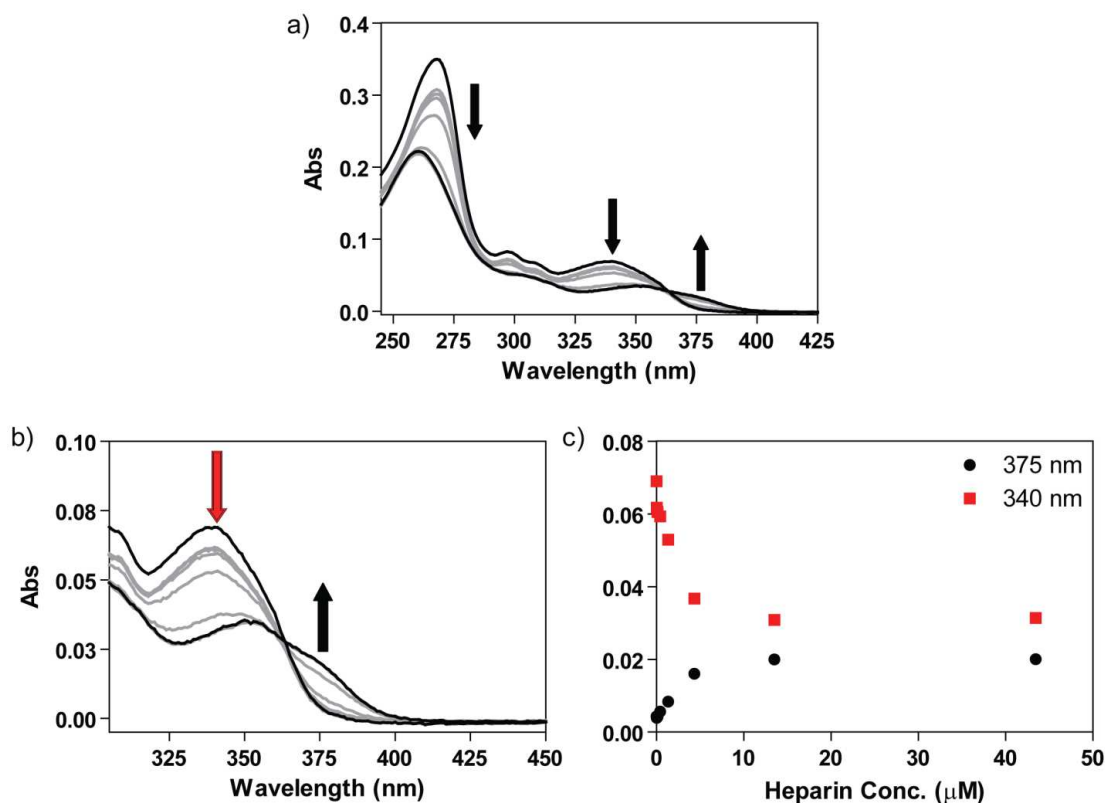 a)
0.4
0.3
0.2
0.1
0.0
Abs
250 275 300 325 350 375 400 425
Wavelength (nm)
b)
0.10
0.08
0.05
0.03
0.00
Abs
325 350 375 400 425 450
Wavelength (nm)
c)
0.08
0.06
0.04
0.02
0.00
375 nm
340 nm
0 10 20 30 40 50
Heparin Conc. (μM)